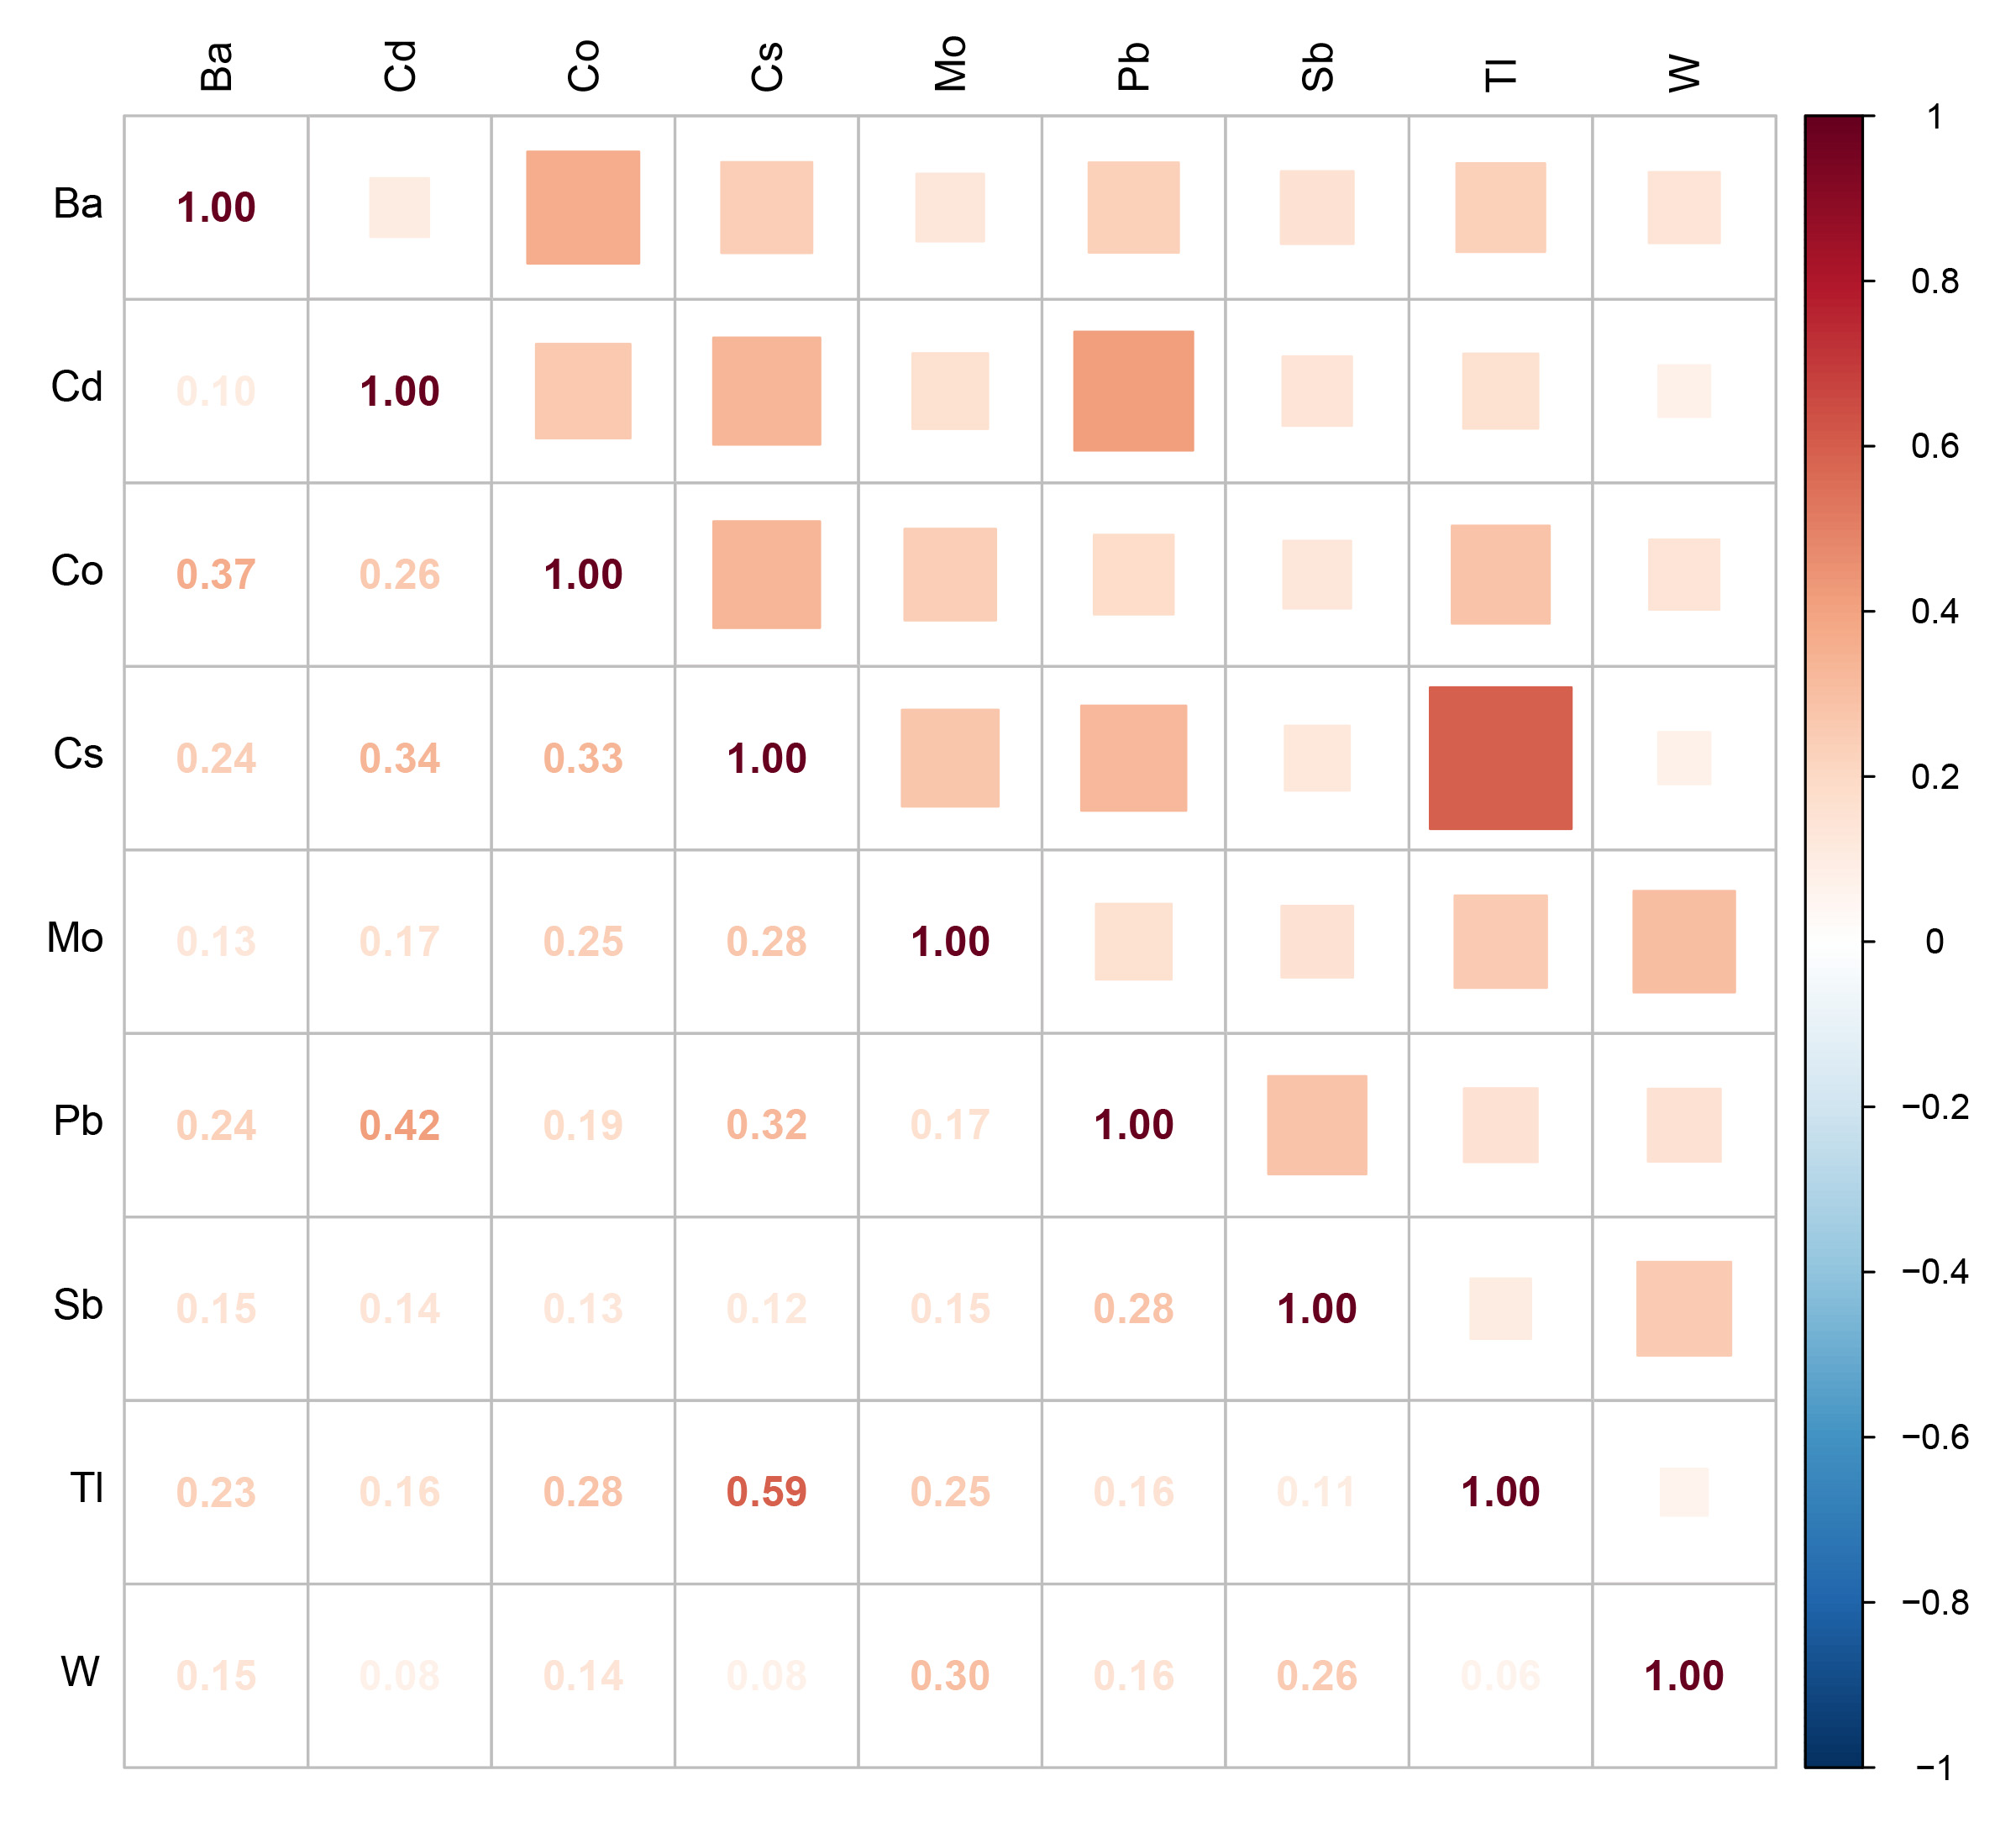 Ba Cd Co Cs Mo Pb Sb Tl W
Ba 1.00
Cd 0.10 1.00
Co 0.37 0.26 1.00
Cs 0.24 0.34 0.33 1.00
Mo 0.13 0.17 0.25 0.28 1.00
Pb 0.24 0.42 0.19 0.32 0.17 1.00
Sb 0.15 0.14 0.13 0.12 0.15 0.28 1.00
Tl 0.23 0.16 0.28 0.59 0.25 0.16 0.11 1.00
W 0.15 0.08 0.14 0.08 0.30 0.16 0.26 0.06 1.00
1
0.8
0.6
0.4
0.2
0
−0.2
−0.4
−0.6
−0.8
−1